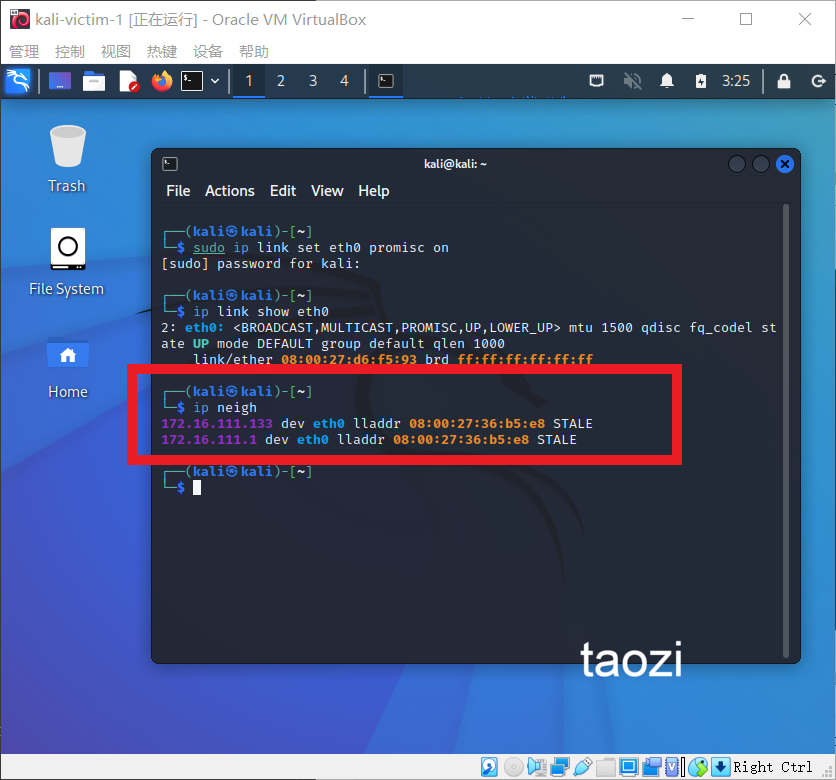 kali-victim-1 [正在运行] - Oracle VM VirtualBox
管理 控制 视图 热键 设备 帮助
1 2 3 4 3:25
Trash
File System
Home
kali@kali: ~
File Actions Edit View Help
┌──(kali㉿kali)-[~]
└─$ sudo ip link set eth0 promisc on
[sudo] password for kali:
┌──(kali㉿kali)-[~]
└─$ ip link show eth0
2: eth0: <BROADCAST,MULTICAST,PROMISC,UP,LOWER_UP> mtu 1500 qdisc fq_codel st
ate UP mode DEFAULT group default qlen 1000
link/ether 08:00:27:d6:f5:93 brd ff:ff:ff:ff:ff:ff
┌──(kali㉿kali)-[~]
└─$ ip neigh
172.16.111.133 dev eth0 lladdr 08:00:27:36:b5:e8 STALE
172.16.111.1 dev eth0 lladdr 08:00:27:36:b5:e8 STALE
┌──(kali㉿kali)-[~]
└─$
taozi
Right Ctrl